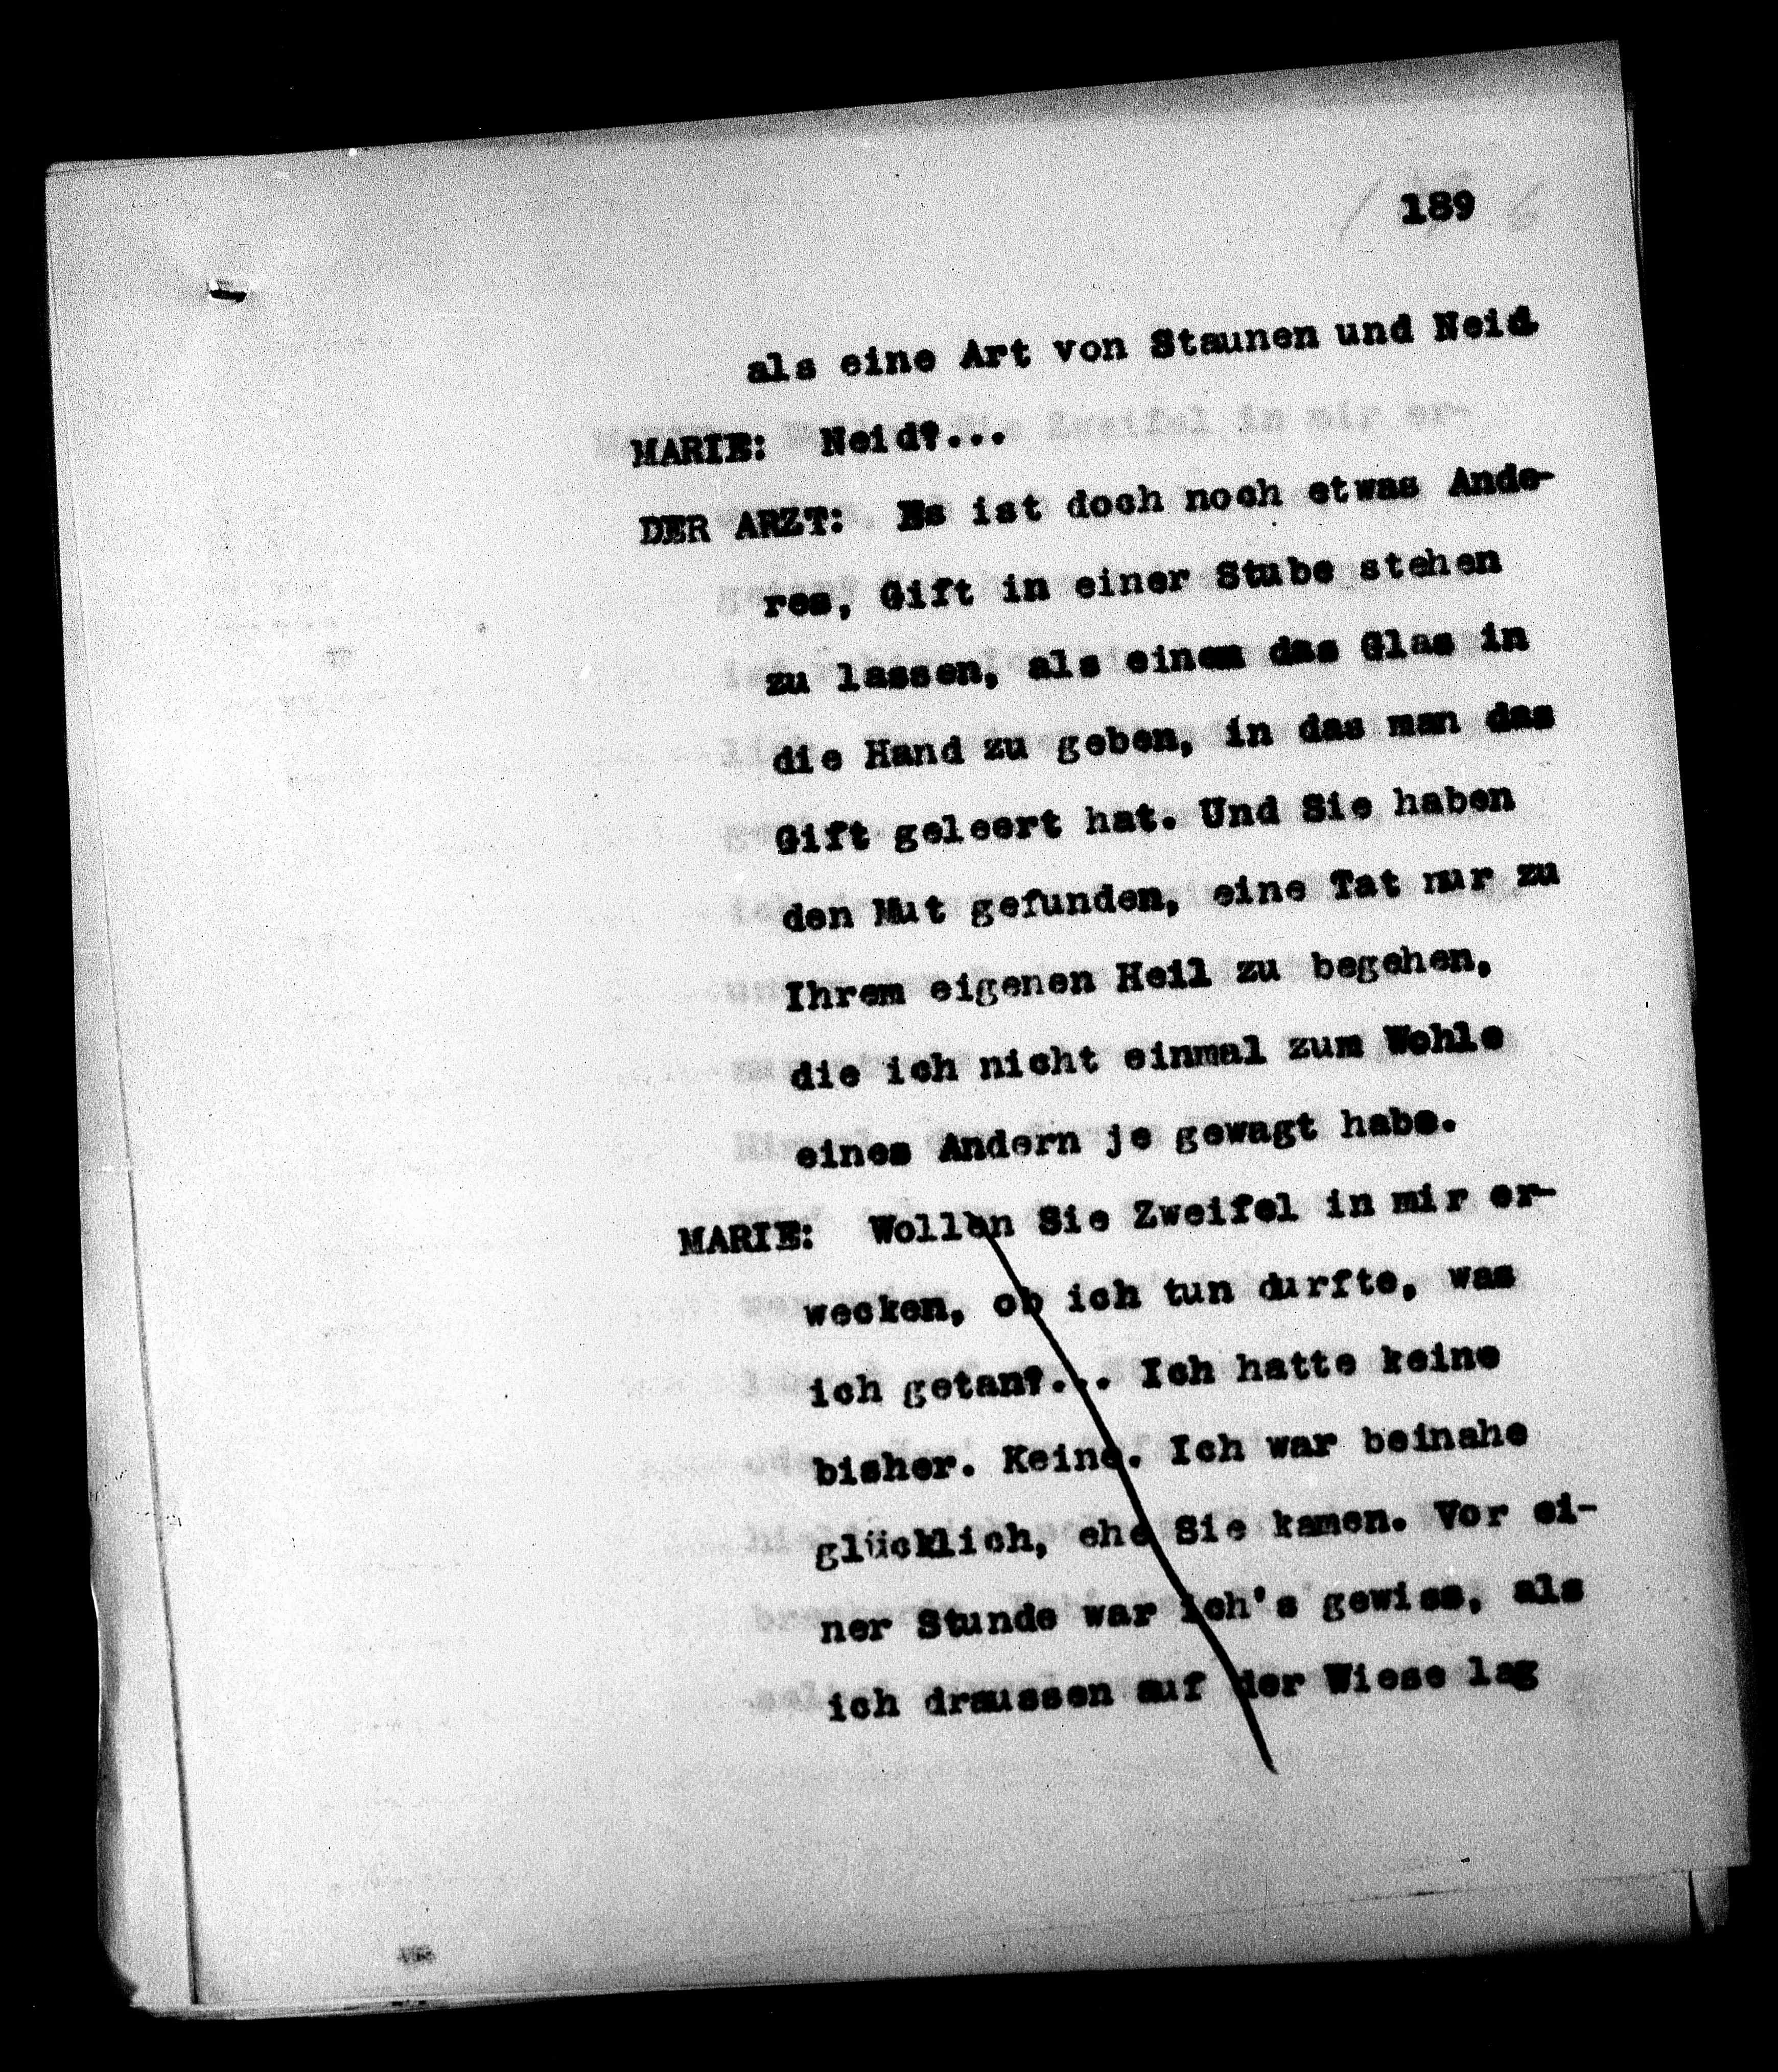 189
als eine Art von Staunen und Neid.
MARIE: Neid?...
DER ARZT: Es ist doch noch etwas Ande-
res, Gift in einer Stube stehen
zu lassen, als einem das Glas in
die Hand zu geben, in das man das
Gift geleert hat. Und Sie haben
den Mut gefunden, eine Tat nur zu
Ihrem eigenen Heil zu begehen,
die ich nicht einmal zum Wohle
eines Andern je gewagt habe.
MARIE: Wollen Sie Zweifel in mir er-
wecken, ob ich tun durfte, was
ich getan?... Ich hatte keine
bisher. Keine. Ich war beinahe
glücklich, ehe Sie kamen. Vor ei-
ner Stunde war ich's gewiss, als
ich draussen auf der Wiese lag